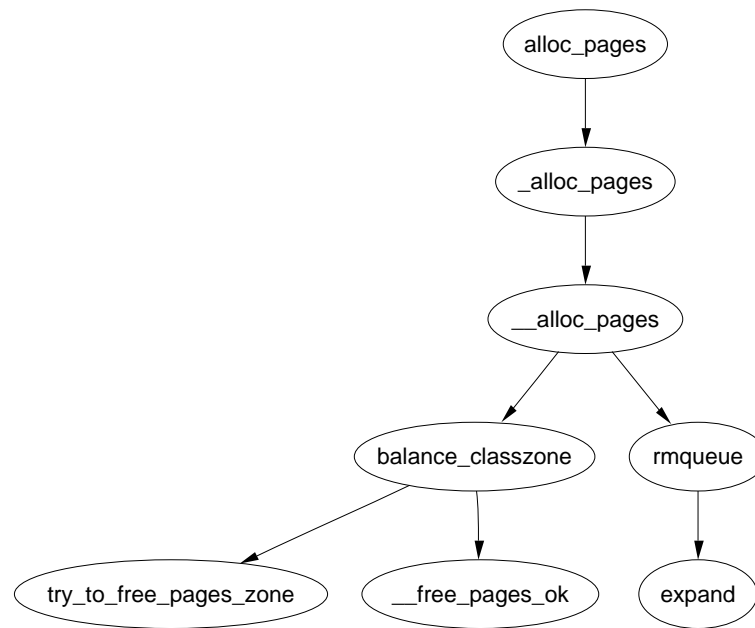 alloc_pages
_alloc_pages
__alloc_pages
balance_classzone
rmqueue
try_to_free_pages_zone
__free_pages_ok
expand